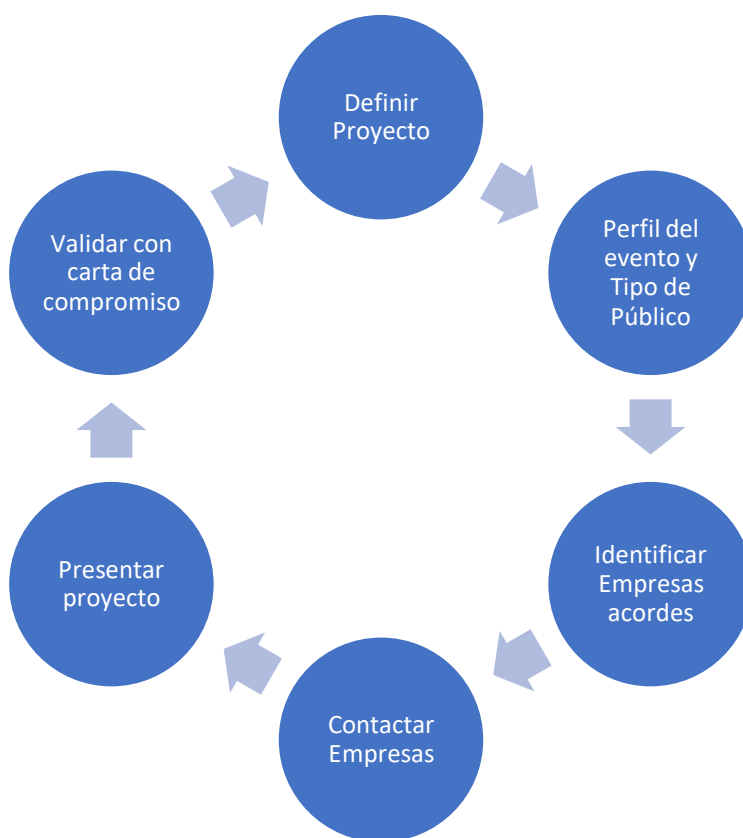 Definir
Proyecto
Perfil del
evento y
Tipo de
Público
Identificar
Empresas
acordes
Contactar
Empresas
Presentar
proyecto
Validar con
carta de
compromiso